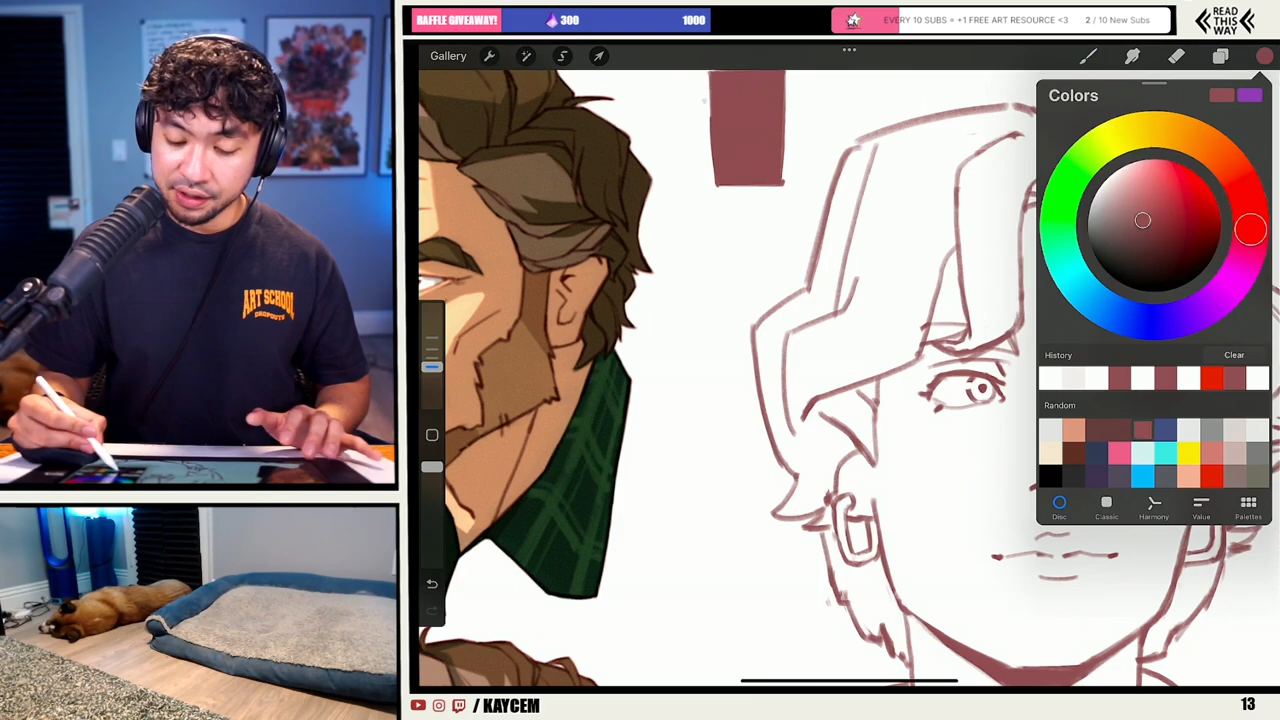 RAFFLE GIVEAWAY!
300
1000
EVERY 10 SUBS = +1 FREE ART RESOURCE <3
2 / 10 New Subs
READ
THIS
WAY
Gallery
Colors
ART SCHOOL
DROPOUTS
History
Clear
Random
Disc
Classic
Harmony
Value
Palettes
/ KAYCEM
13